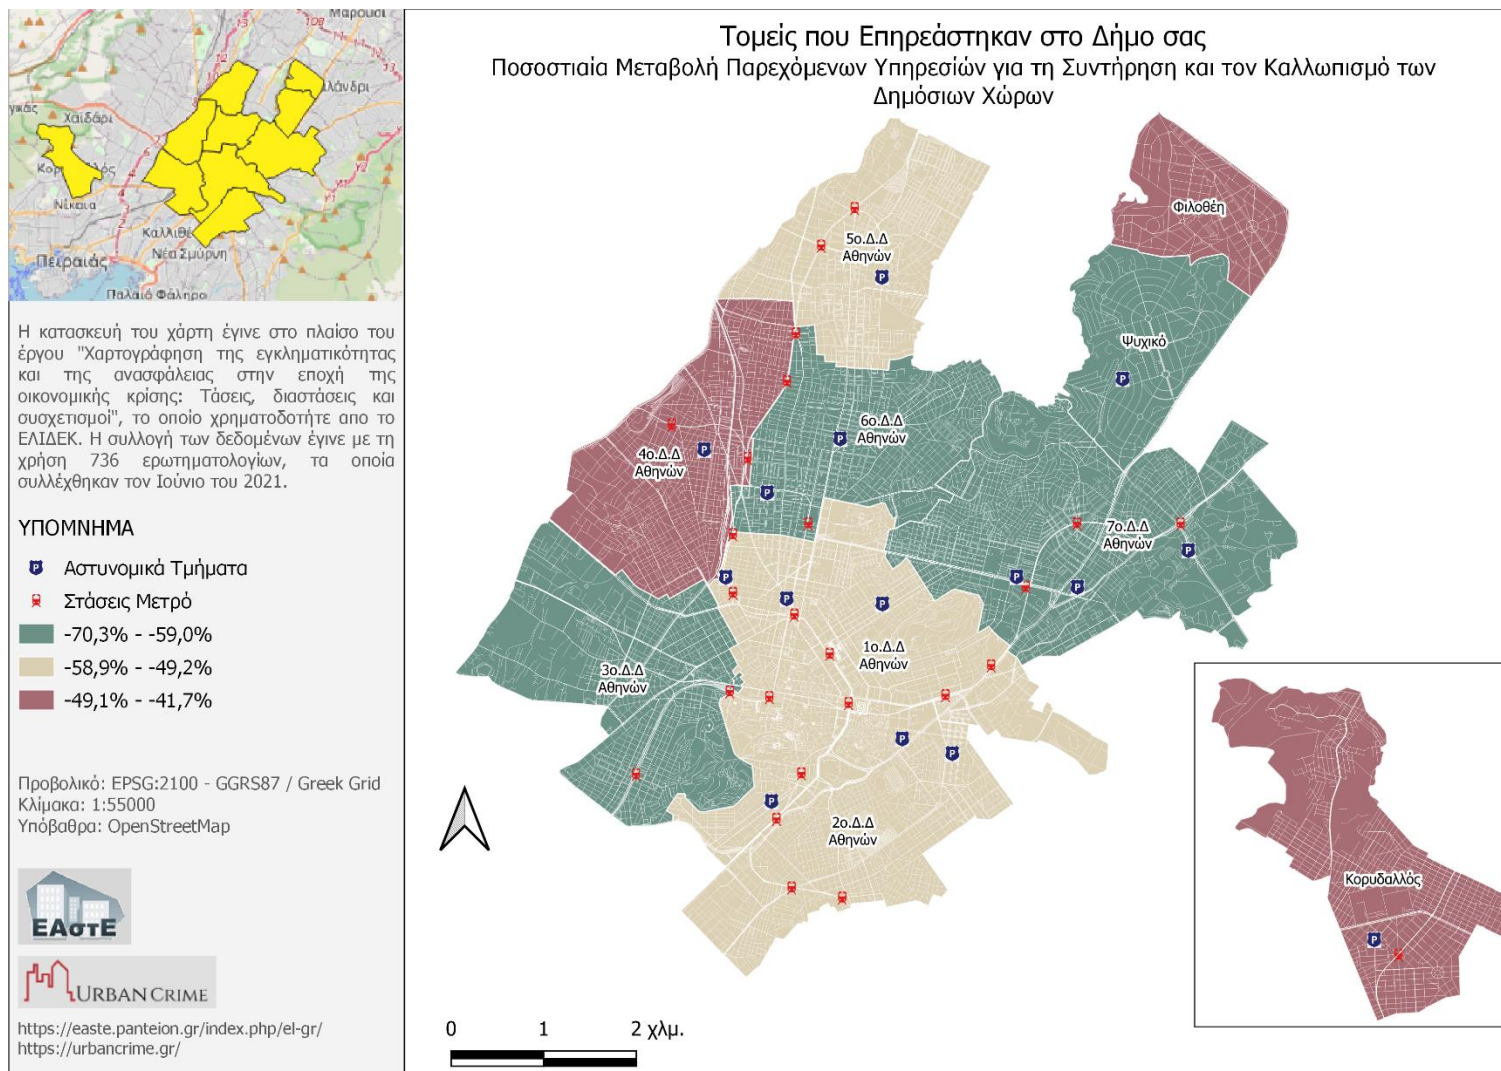 Τομείς που Επηρεάστηκαν στο Δήμο σας
Ποσοστιαία Μεταβολή Παρεχόμενων Υπηρεσιών για τη Συντήρηση και τον Καλλωπισμό των
Δημόσιων Χώρων
Μαρούσι
Χαϊδάρι
Νίκαια
Καλλιθέ
Νέα Σμύρνη
Πειραιάς
Παλαιό Φάληρο
Η κατασκευή του χάρτη έγινε στο πλαίσο του
έργου "Χαρτογράφηση της εγκληματικότητας
και της ανασφάλειας στην εποχή της
οικονομικής κρίσης: Τάσεις, διαστάσεις και
συσχετισμοί", το οποίο χρηματοδοτήτε απο το
ΕΛΙΔΕΚ. Η συλλογή των δεδομένων έγινε με τη
χρήση 736 ερωτηματολογίων, τα οποία
συλλέχθηκαν τον Ιούνιο του 2021.
ΥΠΟΜΝΗΜΑ
Αστυνομικά Τμήματα
Στάσεις Μετρό
-70,3% - -59,0%
-58,9% - -49,2%
-49,1% - -41,7%
Προβολικό: EPSG:2100 - GGRS87 / Greek Grid
Κλίμακα: 1:55000
Υπόβαθρα: OpenStreetMap
ΕΑστΕ
URBAN CRIME
https://easte.panteion.gr/index.php/el-gr/
https://urbancrime.gr/
Φιλοθέη
5ο.Δ.Δ
Αθηνών
Ψυχικό
6ο.Δ.Δ
Αθηνών
4ο.Δ.Δ
Αθηνών
7ο.Δ.Δ
Αθηνών
1ο.Δ.Δ
Αθηνών
3ο.Δ.Δ
Αθηνών
2ο.Δ.Δ
Αθηνών
Κορυδαλλός
0 1 2 χλμ.